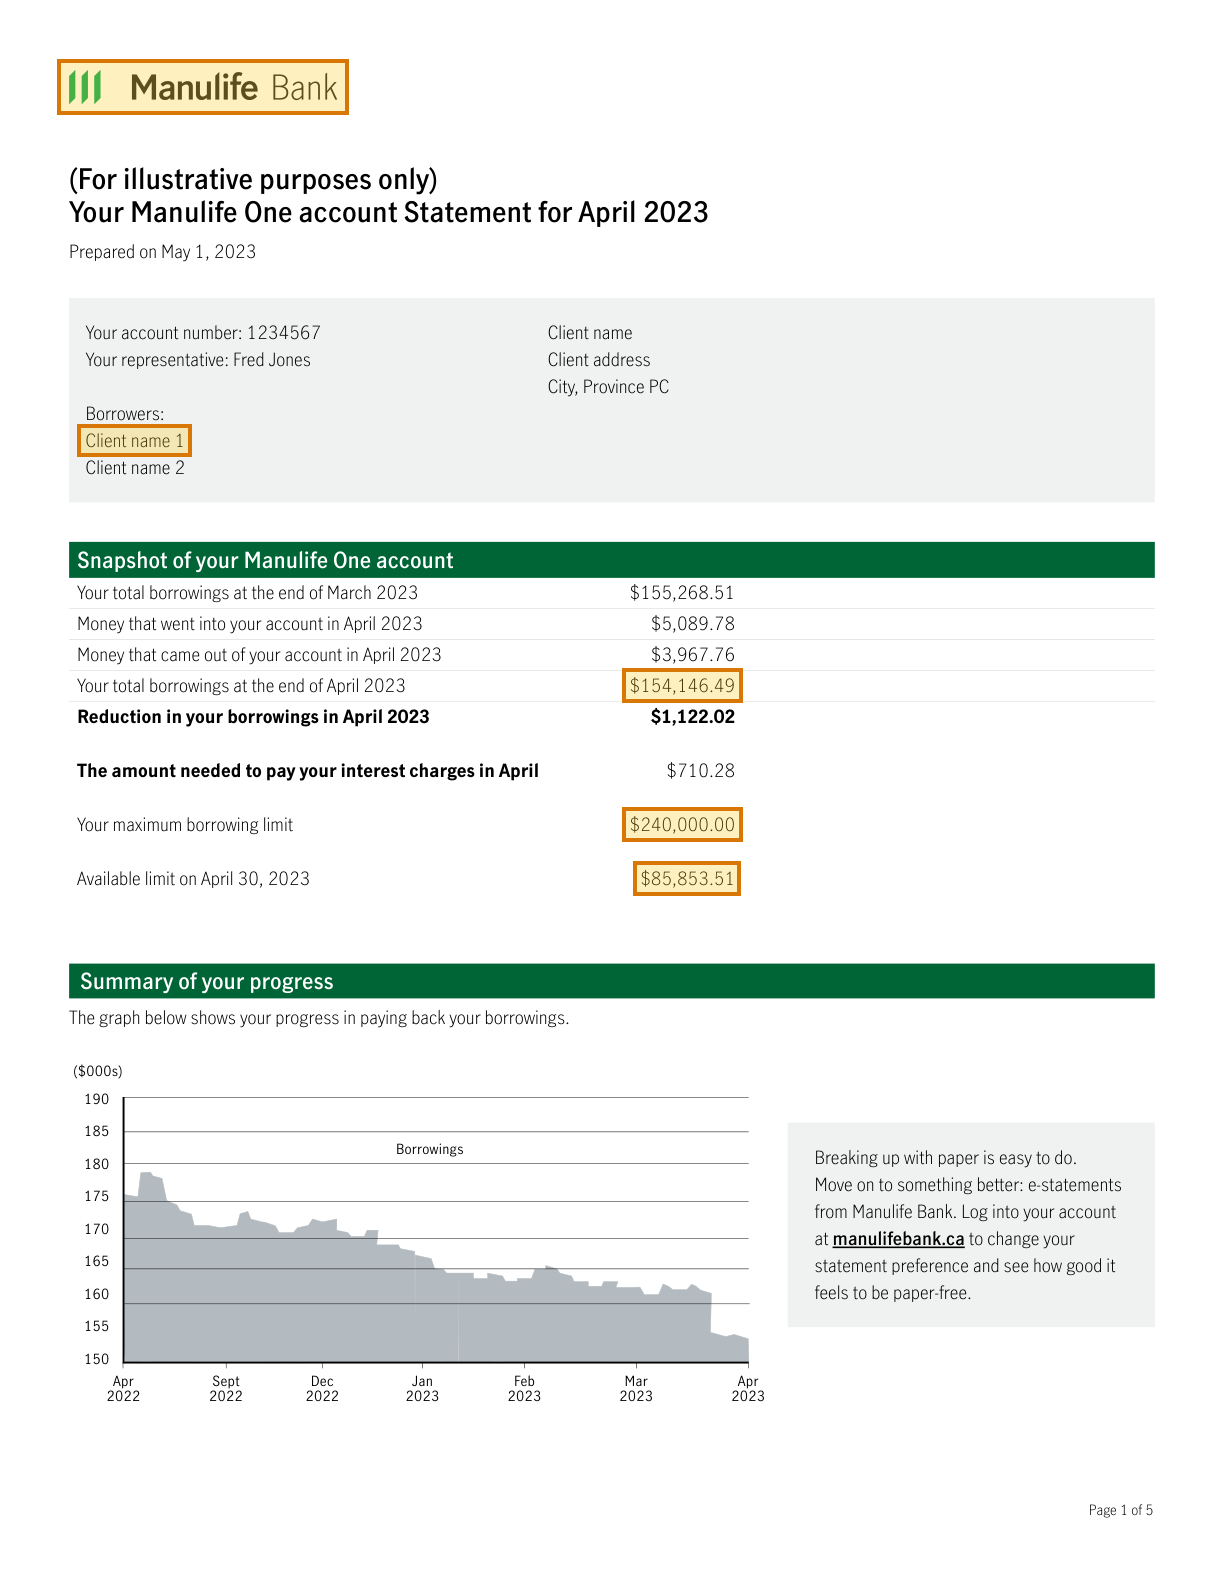 Manulife Bank
(For illustrative purposes only)
Your Manulife One account Statement for April 2023
Prepared on May 1, 2023
Your account number: 1234567
Your representative: Fred Jones
Borrowers:
Client name 1
Client name 2
Client name
Client address
City, Province PC
Snapshot of your Manulife One account
Your total borrowings at the end of March 2023 $155,268.51
Money that went into your account in April 2023 $5,089.78
Money that came out of your account in April 2023 $3,967.76
Your total borrowings at the end of April 2023 $154,146.49
Reduction in your borrowings in April 2023 $1,122.02
The amount needed to pay your interest charges in April $710.28
Your maximum borrowing limit $240,000.00
Available limit on April 30, 2023 $85,853.51
Summary of your progress
The graph below shows your progress in paying back your borrowings.
($000s)
190
185
180
175
170
165
160
155
150
Borrowings
Apr Sept Dec Jan Feb Mar Apr
2022 2022 2022 2023 2023 2023 2023
Breaking up with paper is easy to do.
Move on to something better: e-statements
from Manulife Bank. Log into your account
at manulifebank.ca to change your
statement preference and see how good it
feels to be paper-free.
Page 1 of 5